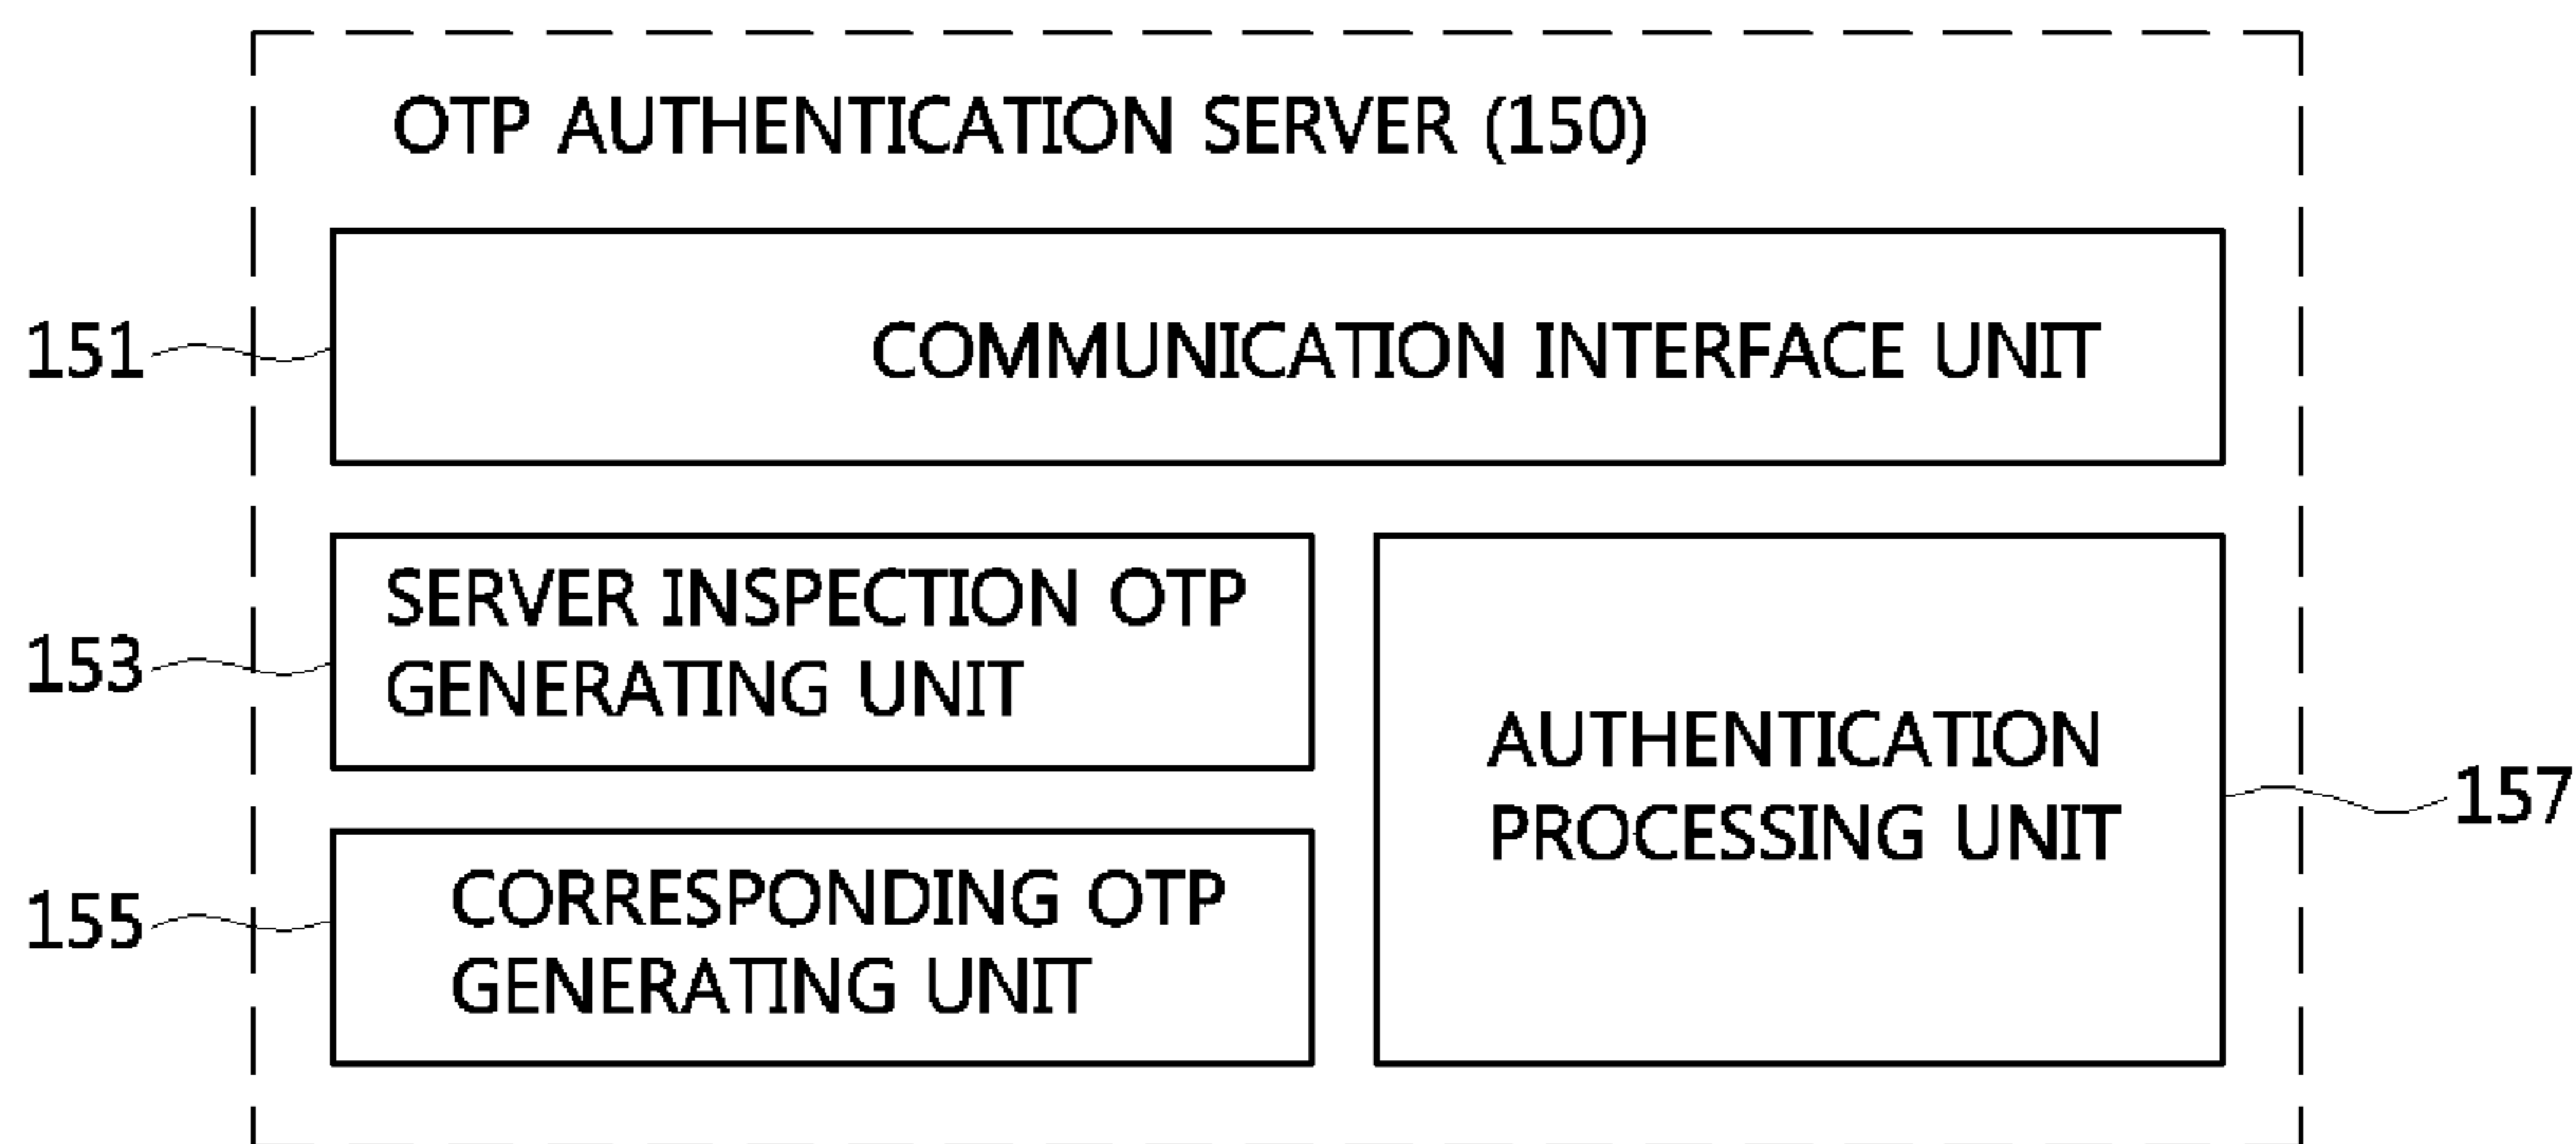 OTP AUTHENTICATION SERVER (150)
151
COMMUNICATION INTERFACE UNIT
153
SERVER INSPECTION OTP
GENERATING UNIT
155
CORRESPONDING OTP
GENERATING UNIT
AUTHENTICATION
PROCESSING UNIT
157